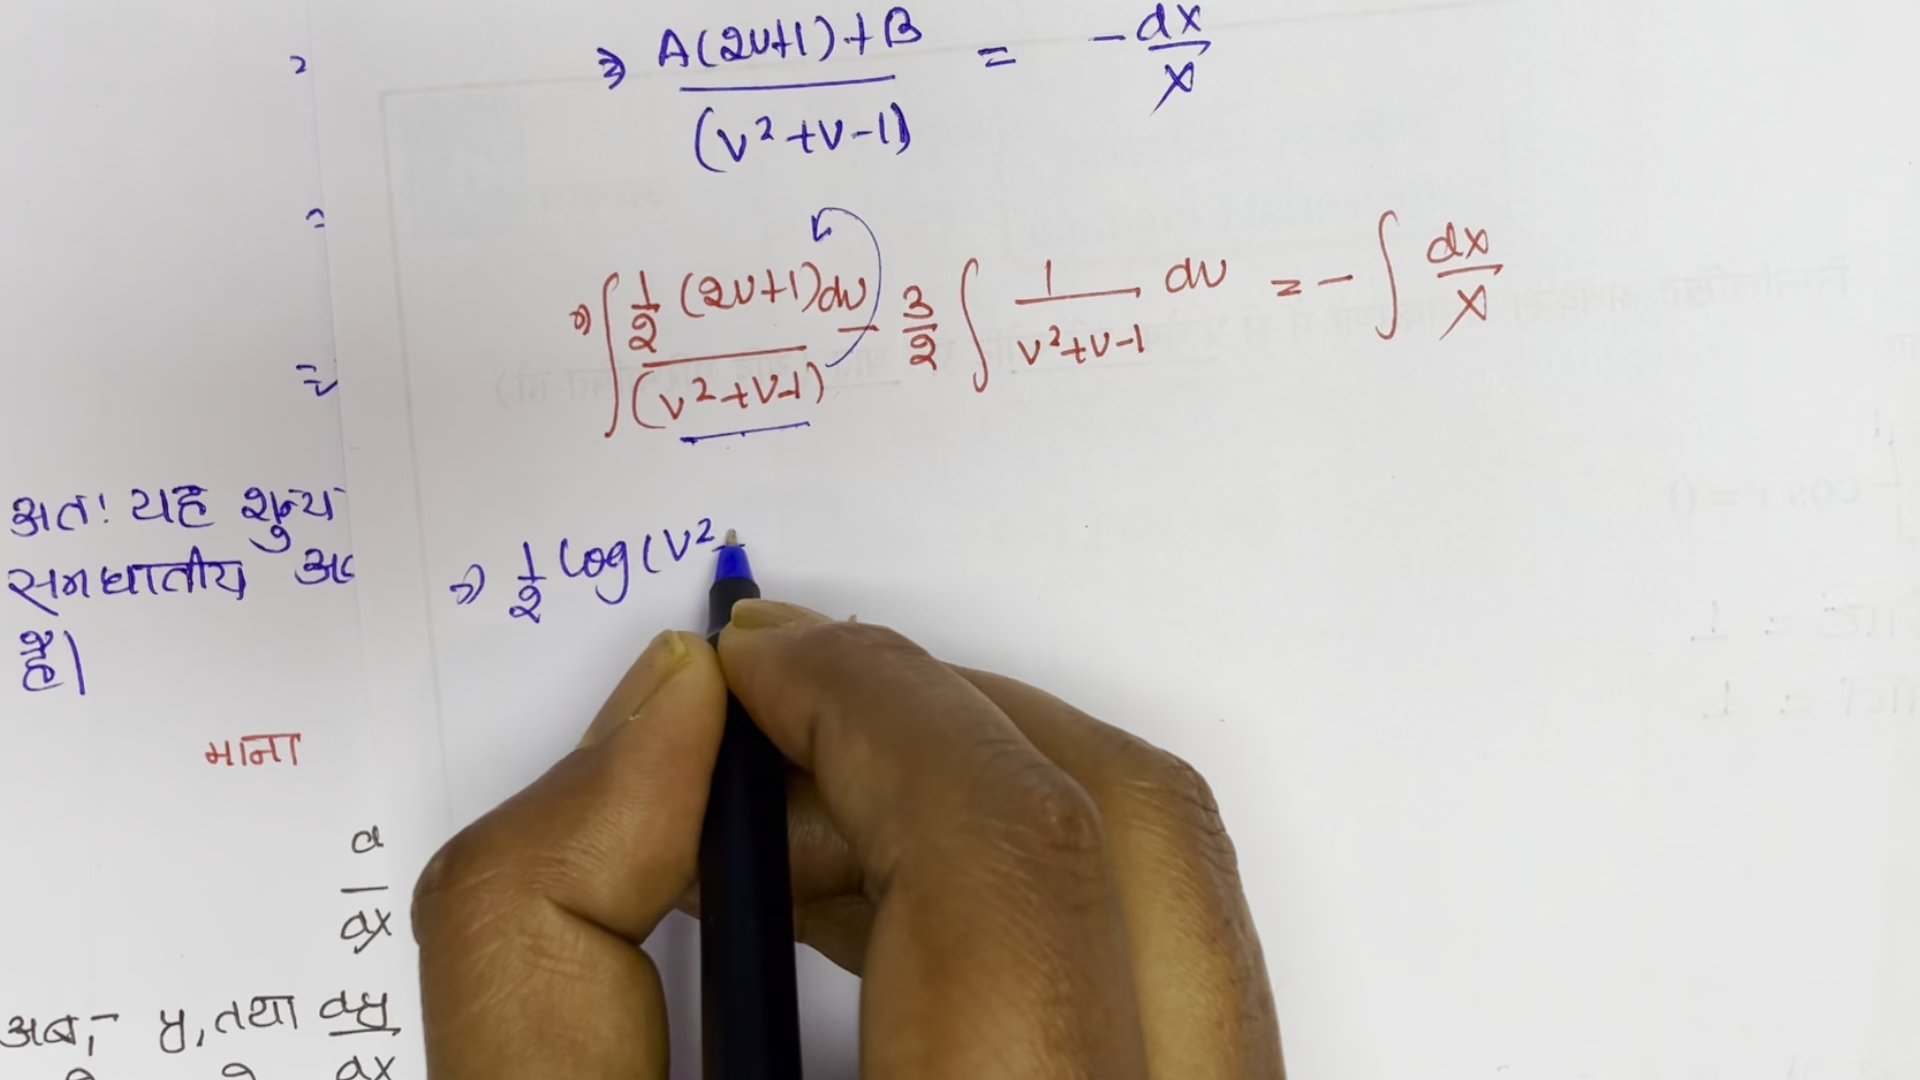 ⇒ A(2v+1)+B / (v²+v-1) = - dx/x
=
⇒ ∫ 1/2 (2v+1)dv / (v²+v-1) - 3/2 ∫ 1 / v²+v-1 dv = - ∫ dx/x
=
अतः यह शून्य
⇒ 1/2 log(v²
समघातीय अ
है।
माना
d/dx
अब,- y, तथा dy/dx